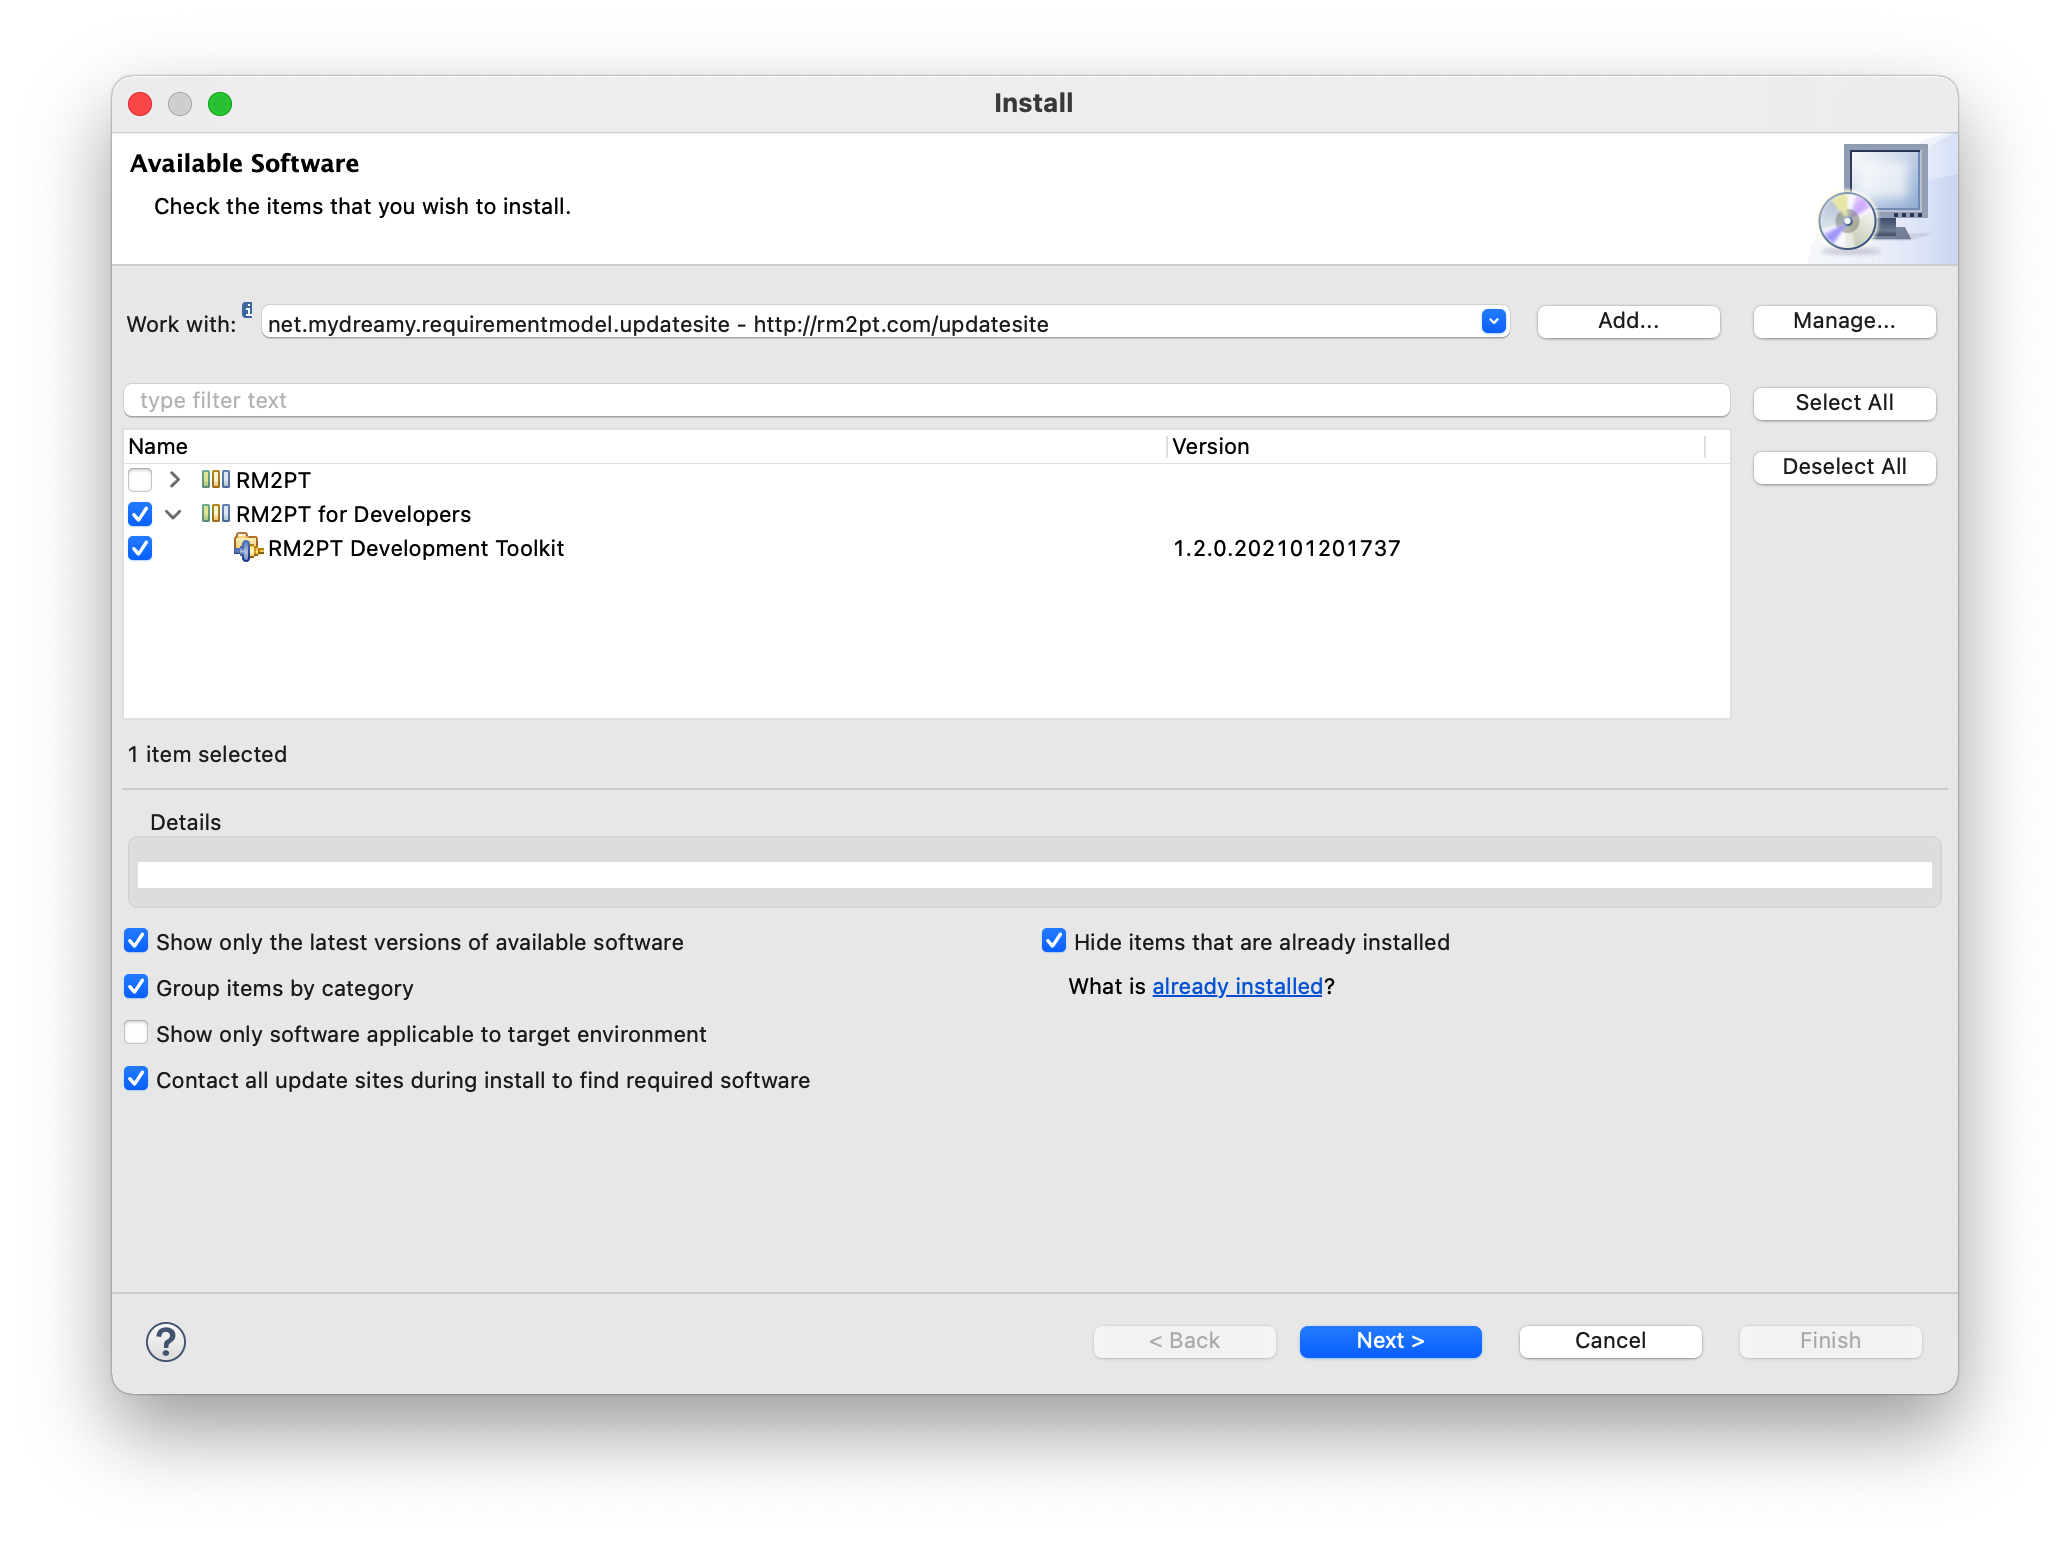 Install
Available Software
Check the items that you wish to install.
Work with: net.mydreamy.requirementmodel.updatesite - http://rm2pt.com/updatesite Add... Manage...
type filter text
Select All
Name Version
Deselect All
RM2PT
RM2PT for Developers
RM2PT Development Toolkit 1.2.0.202101201737
1 item selected
Details
Show only the latest versions of available software
Hide items that are already installed
Group items by category
What is already installed?
Show only software applicable to target environment
Contact all update sites during install to find required software
? < Back Next > Cancel Finish